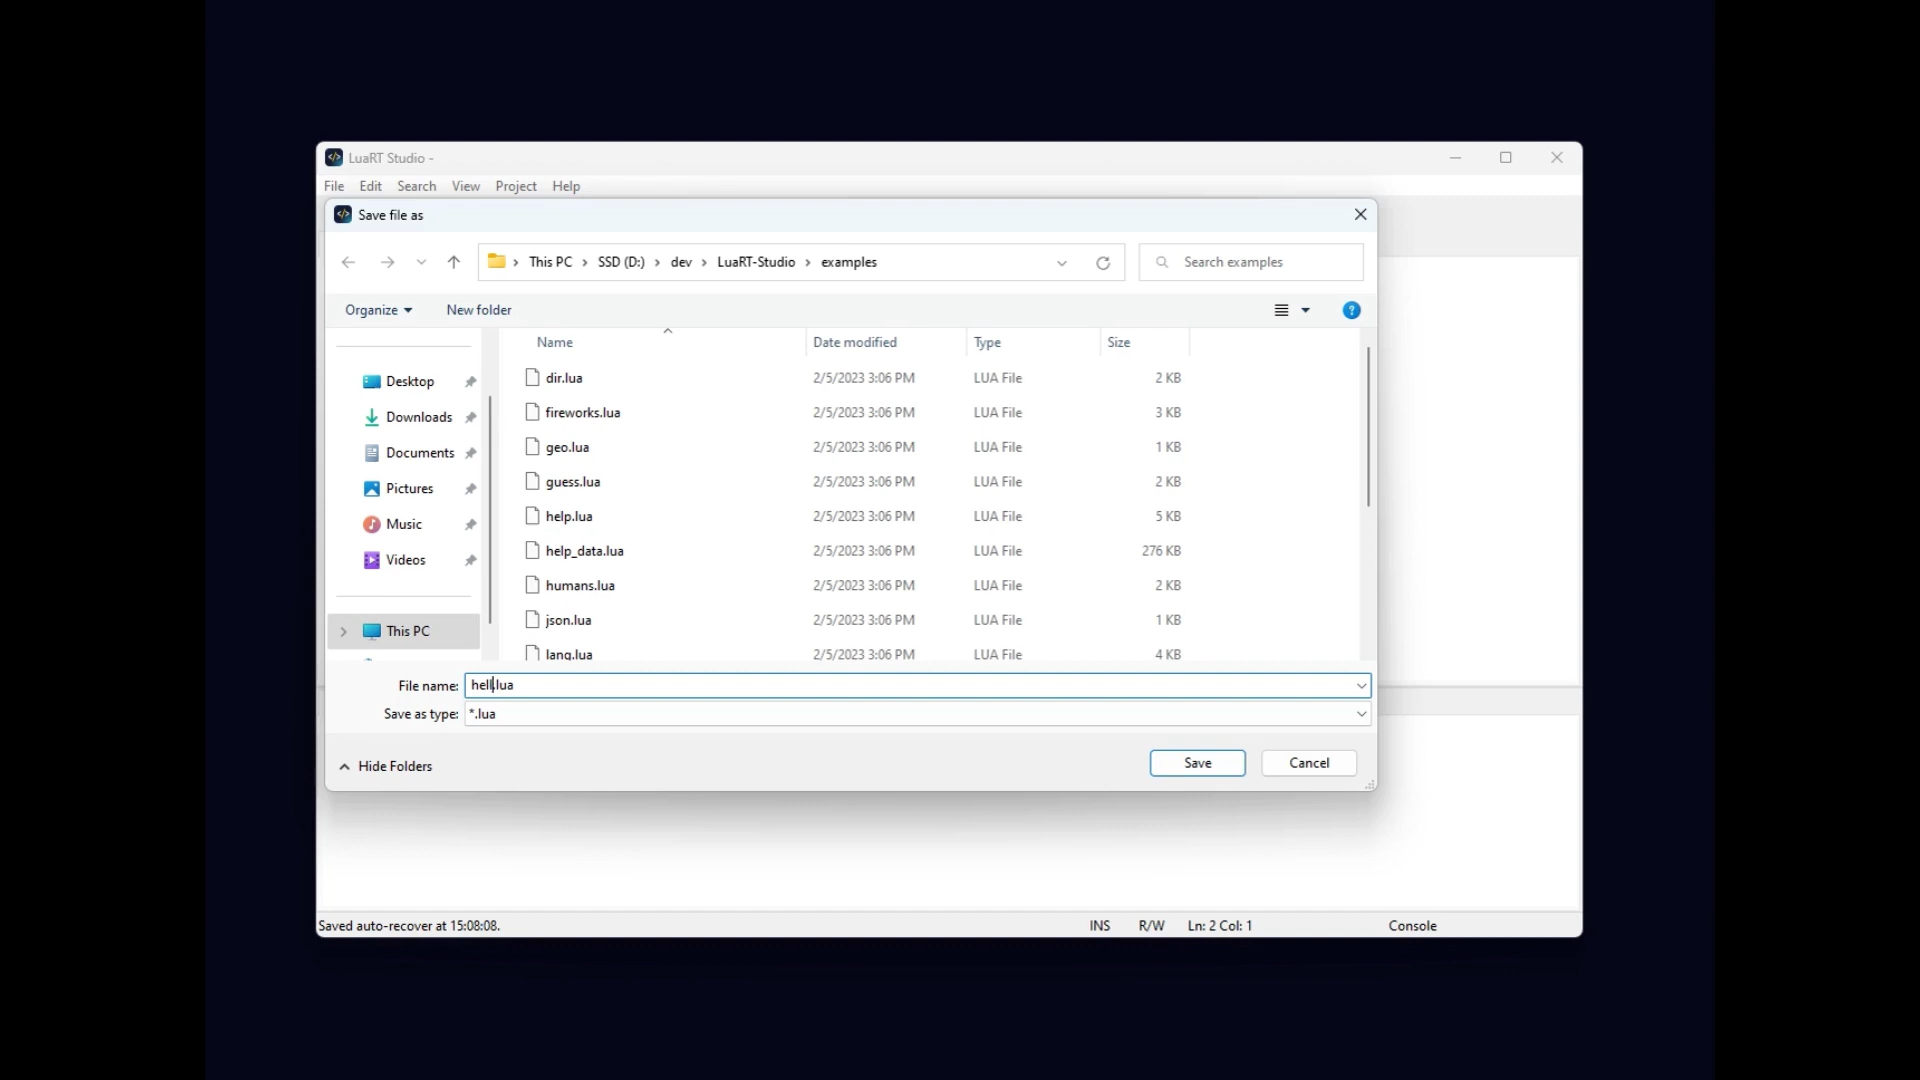 LuaRT Studio -
File Edit Search View Project Help
Save file as
This PC > SSD (D:) > dev > LuaRT-Studio > examples
Search examples
Organize New folder
Name Date modified Type Size
Desktop
Downloads
Documents
Pictures
Music
Videos
This PC
dir.lua 2/5/2023 3:06 PM LUA File 2 KB
fireworks.lua 2/5/2023 3:06 PM LUA File 3 KB
geo.lua 2/5/2023 3:06 PM LUA File 1 KB
guess.lua 2/5/2023 3:06 PM LUA File 2 KB
help.lua 2/5/2023 3:06 PM LUA File 5 KB
help_data.lua 2/5/2023 3:06 PM LUA File 276 KB
humans.lua 2/5/2023 3:06 PM LUA File 2 KB
json.lua 2/5/2023 3:06 PM LUA File 1 KB
lang.lua 2/5/2023 3:06 PM LUA File 4 KB
File name: hell.lua
Save as type: *.lua
Hide Folders
Save Cancel
Saved auto-recover at 15:08:08. INS R/W Ln: 2 Col: 1 Console